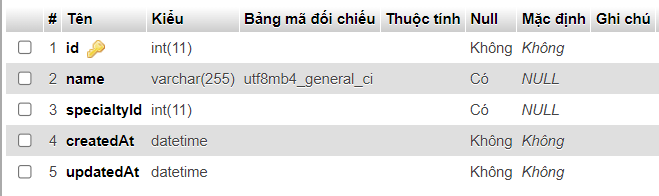 # Tên Kiểu Bảng mã đối chiếu Thuộc tính Null Mặc định Ghi chú
1 id int(11) Không Không
2 name varchar(255) utf8mb4_general_ci Có NULL
3 specialtyId int(11) Có NULL
4 createdAt datetime Không Không
5 updatedAt datetime Không Không